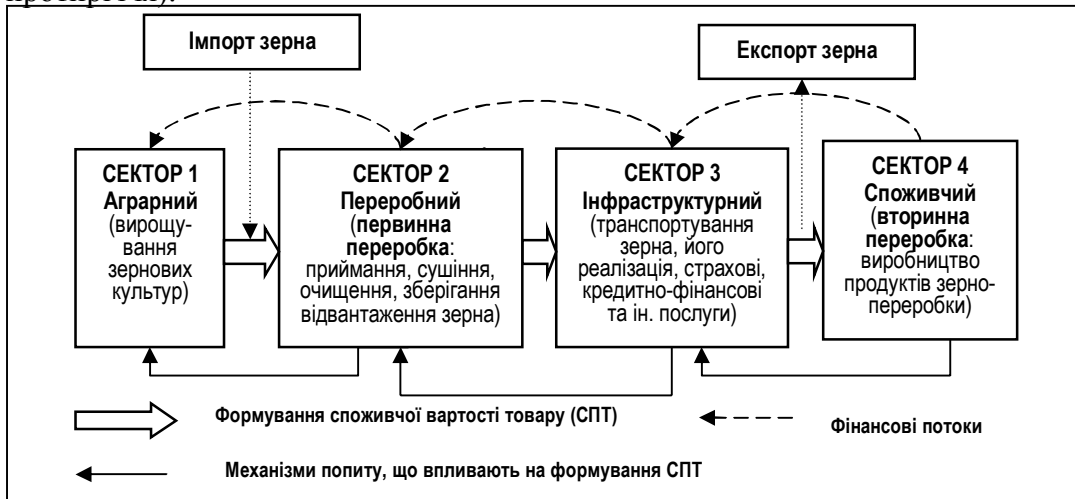 Імпорт зерна
Експорт зерна
СЕКТОР 1
Аграрний
(вирощу-
вання
зернових
культур)
СЕКТОР 2
Переробний
(первинна
переробка:
приймання, сушіння,
очищення, зберігання
відвантаження зерна)
СЕКТОР 3
Інфраструктурний
(транспортування
зерна, його
реалізація, страхові,
кредитно-фінансові
та ін. послуги)
СЕКТОР 4
Споживчий
(вторинна
переробка:
виробництво
продуктів зерно-
переробки)
Формування споживчої вартості товару (СПТ)
Фінансові потоки
Механізми попиту, що впливають на формування СПТ